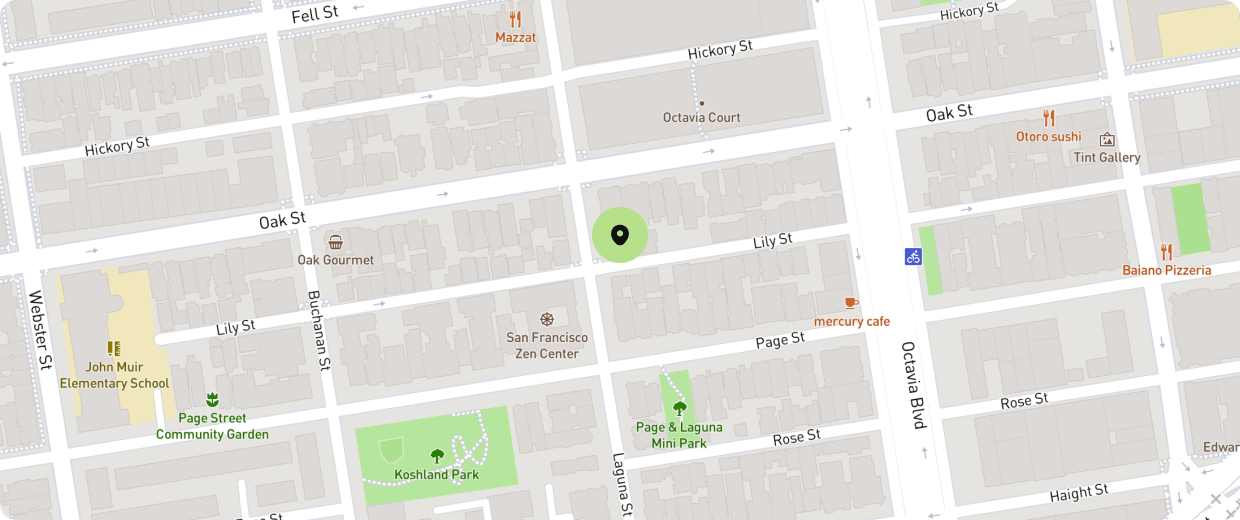 Fell St
Mazzat
Hickory St
Hickory St
Octavia Court
Oak St
Otoro sushi
Tint Gallery
Hickory St
Oak St
Oak Gourmet
Lily St
Baiano Pizzeria
Webster St
Buchanan St
Lily St
San Francisco
Zen Center
mercury cafe
Page St
Octavia Blvd
John Muir
Elementary School
Page Street
Community Garden
Page & Laguna
Mini Park
Rose St
Rose St
Koshland Park
Laguna St
Haight St
Edwar